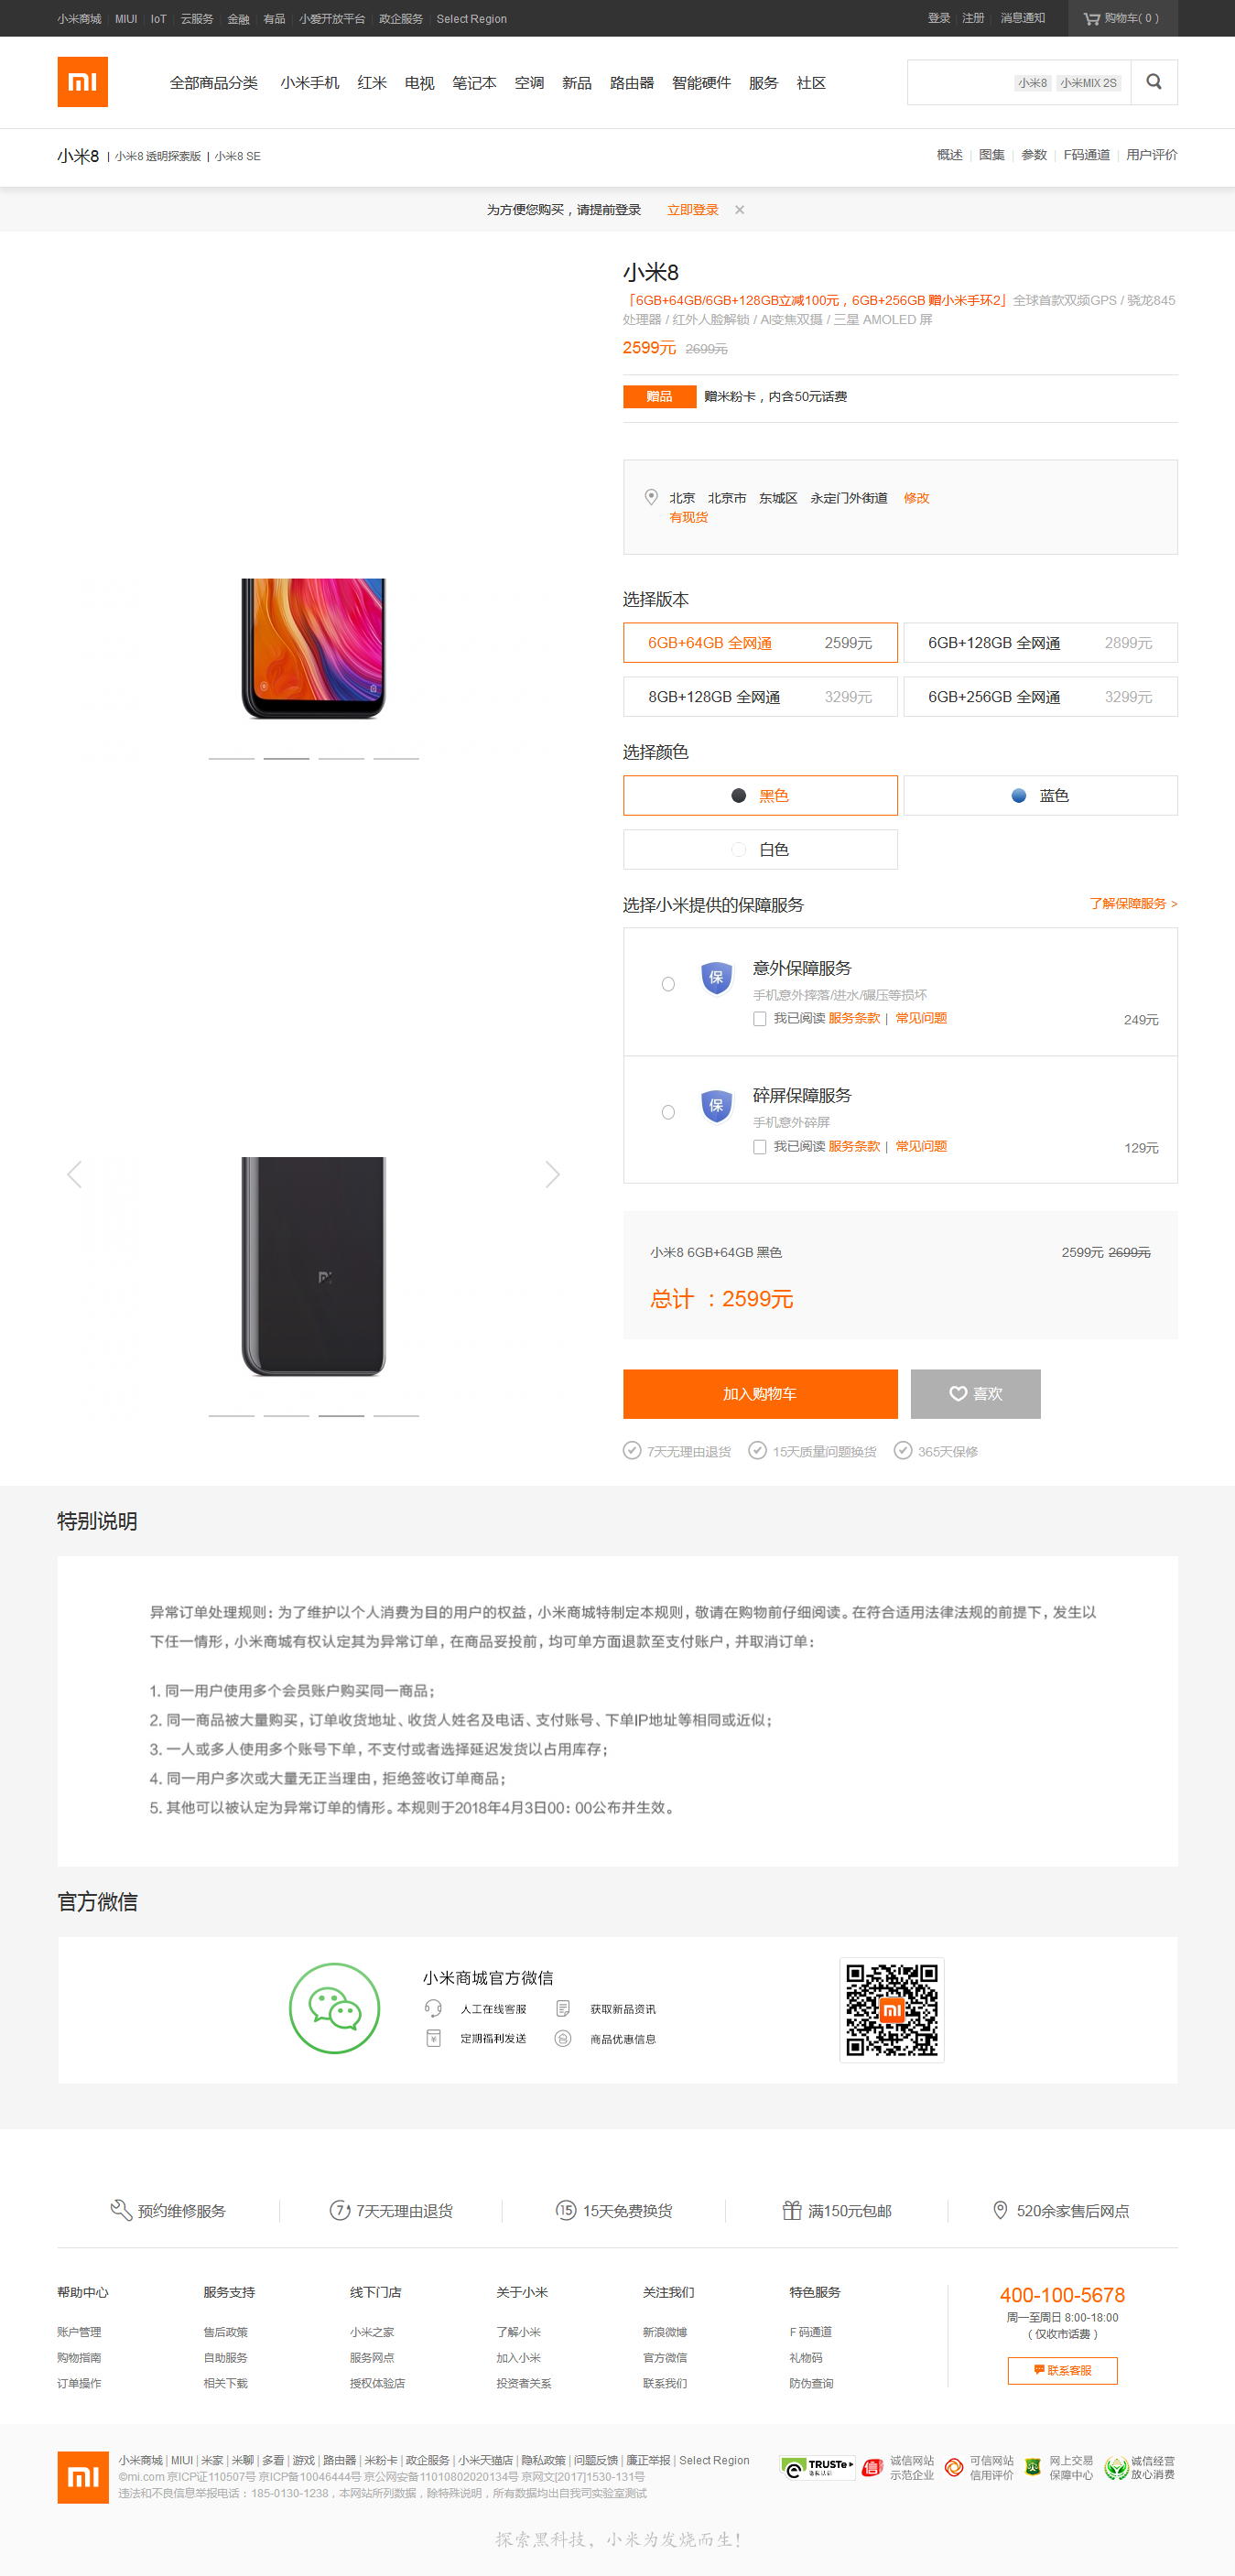 小米商城 | MIUI | IoT | 云服务 | 金融 | 有品 | 小爱开放平台 | 政企服务 | Select Region
登录 | 注册 | 消息通知
购物车( 0 )
全部商品分类 小米手机 红米 电视 笔记本 空调 新品 路由器 智能硬件 服务 社区
小米8 小米MIX 2S
小米8 | 小米8 透明探索版 | 小米8 SE
概述 | 图集 | 参数 | F码通道 | 用户评价
为方便您购买，请提前登录 立即登录 ×
小米8
「6GB+64GB/6GB+128GB立减100元，6GB+256GB 赠小米手环2」全球首款双频GPS / 骁龙845
处理器 / 红外人脸解锁 / AI变焦双摄 / 三星 AMOLED 屏
2599元 2699元
赠品 赠米粉卡，内含50元话费
北京 北京市 东城区 永定门外街道 修改
有现货
选择版本
6GB+64GB 全网通 2599元
6GB+128GB 全网通 2899元
8GB+128GB 全网通 3299元
6GB+256GB 全网通 3299元
选择颜色
黑色
蓝色
白色
选择小米提供的保障服务 了解保障服务 >
保
意外保障服务
手机意外摔落/进水/碾压等损坏
我已阅读 服务条款 | 常见问题 249元
保
碎屏保障服务
手机意外碎屏
我已阅读 服务条款 | 常见问题 129元
小米8 6GB+64GB 黑色 2599元 2699元
总计 ：2599元
加入购物车
喜欢
7天无理由退货 15天质量问题换货 365天保修
特别说明
异常订单处理规则: 为了维护以个人消费为目的用户的权益，小米商城特制定本规则，敬请在购物前仔细阅读。在符合适用法律法规的前提下，发生以
下任一情形，小米商城有权认定其为异常订单，在商品妥投前，均可单方面退款至支付账户，并取消订单：
1. 同一用户使用多个会员账户购买同一商品；
2. 同一商品被大量购买，订单收货地址、收货人姓名及电话、支付账号、下单IP地址等相同或近似；
3. 一人或多人使用多个账号下单，不支付或者选择延迟发货以占用库存；
4. 同一用户多次或大量无正当理由，拒绝签收订单商品；
5. 其他可以被认定为异常订单的情形。本规则于2018年4月3日00：00公布并生效。
官方微信
小米商城官方微信
人工在线客服 获取新品资讯
定期福利发送 商品优惠信息
预约维修服务
7 7天无理由退货
15 15天免费换货
满150元包邮
520余家售后网点
帮助中心 服务支持 线下门店 关于小米 关注我们 特色服务
账户管理 售后政策 小米之家 了解小米 新浪微博 F 码通道
购物指南 自助服务 服务网点 加入小米 官方微信 礼物码
订单操作 相关下载 授权体验店 投资者关系 联系我们 防伪查询
400-100-5678
周一至周日 8:00-18:00
（仅收市话费）
联系客服
小米商城 | MIUI | 米家 | 米聊 | 多看 | 游戏 | 路由器 | 米粉卡 | 政企服务 | 小米天猫店 | 隐私政策 | 问题反馈 | 廉正举报 | Select Region
©mi.com 京ICP证110507号 京ICP备10046444号 京公网安备11010802020134号 京网文[2017]1530-131号
违法和不良信息举报电话：185-0130-1238，本网站所列数据，除特殊说明，所有数据均出自我司实验室测试
TRUSTe
诚信网站
示范企业
可信网站
信用评价
网上交易
保障中心
诚信经营
放心消费
探索黑科技，小米为发烧而生！